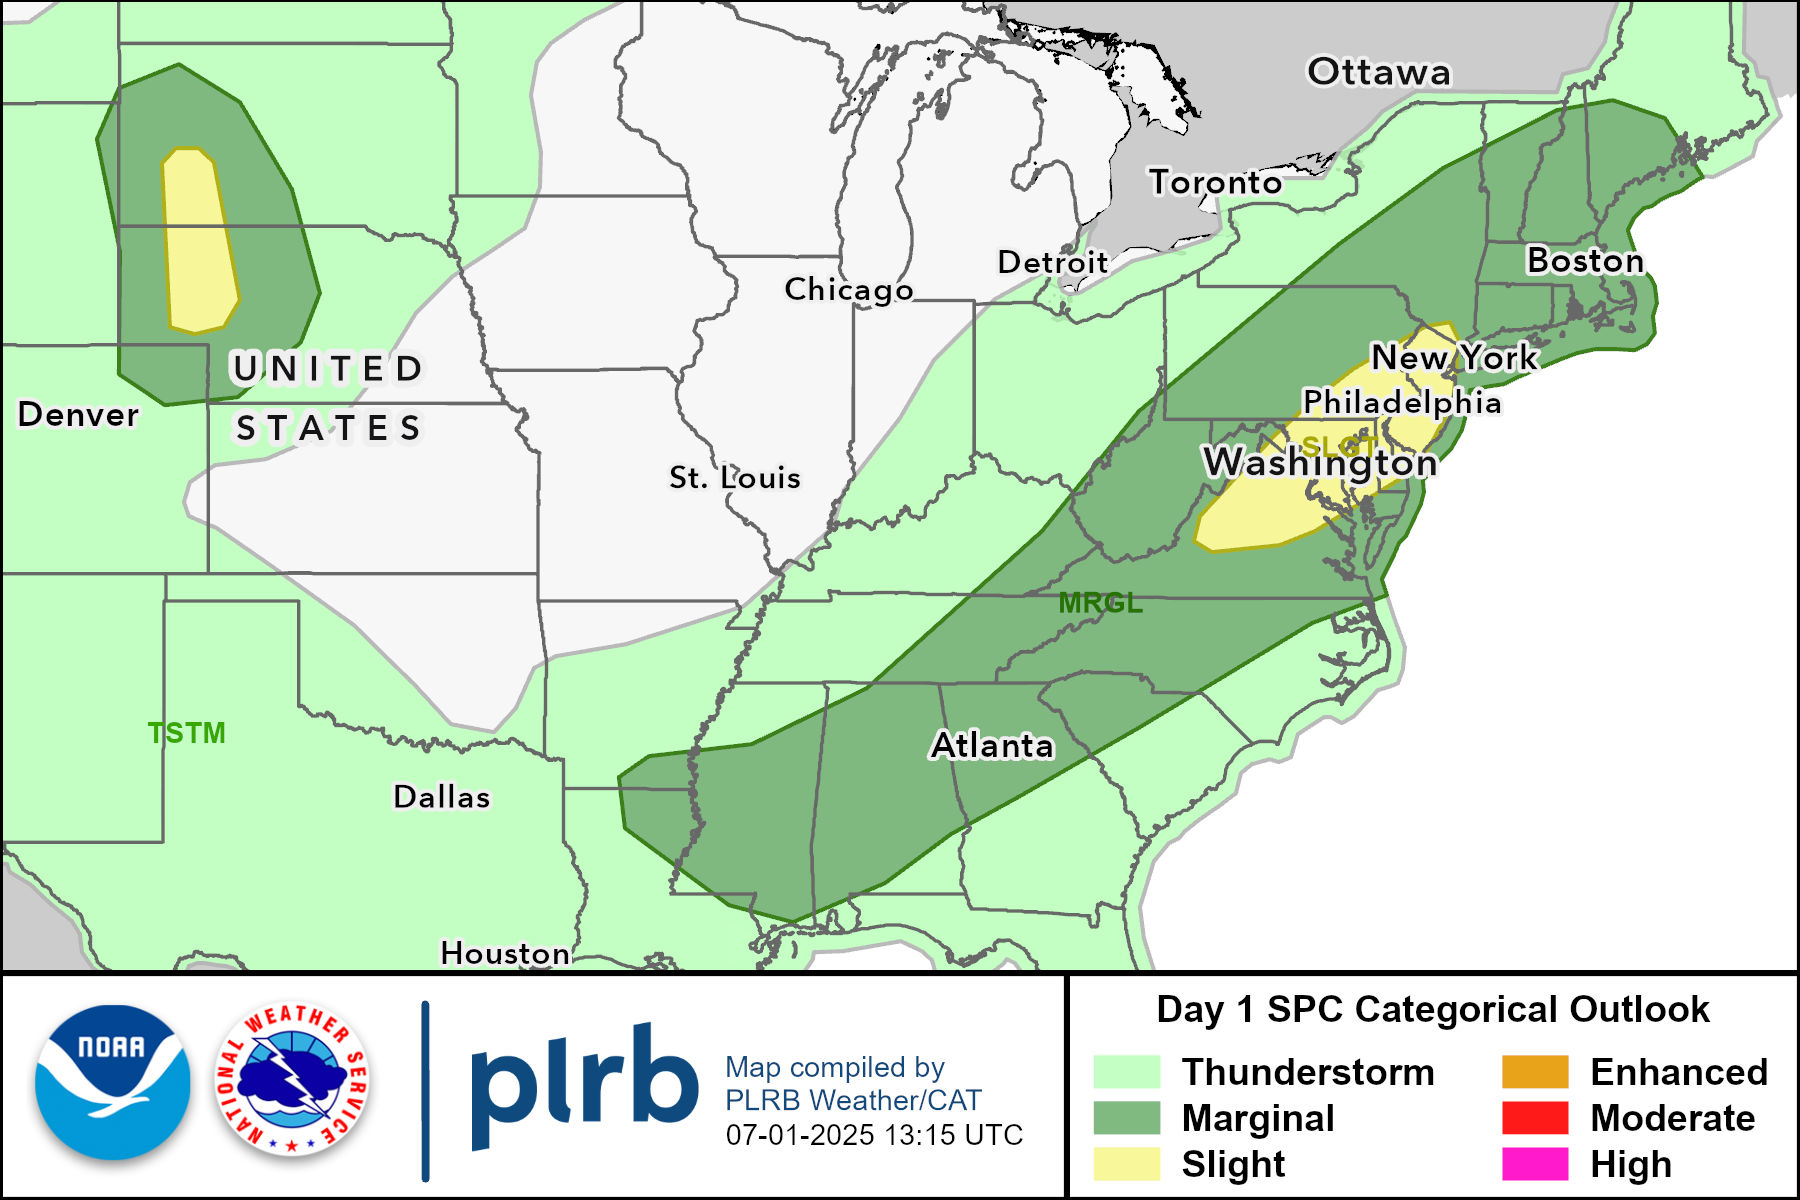 Ottawa
Toronto
Detroit
Boston
Chicago
New York
UNITED
STATES
Philadelphia
Denver
SLGT
Washington
St. Louis
MRGL
TSTM
Atlanta
Dallas
Houston
NOAA
NATIONAL WEATHER SERVICE
plrb
Map compiled by
PLRB Weather/CAT
07-01-2025 13:15 UTC
Day 1 SPC Categorical Outlook
Thunderstorm
Marginal
Slight
Enhanced
Moderate
High